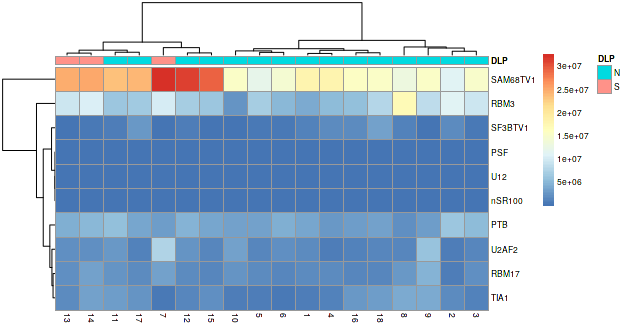 DLP
SAM68TV1
RBM3
SF3BTV1
PSF
U12
nSR100
PTB
U2AF2
RBM17
TIA1
13 14 11 17 7 12 15 10 5 6 1 4 16 18 8 9 2 3
3e+07
2.5e+07
2e+07
1.5e+07
1e+07
5e+06
DLP
N
S